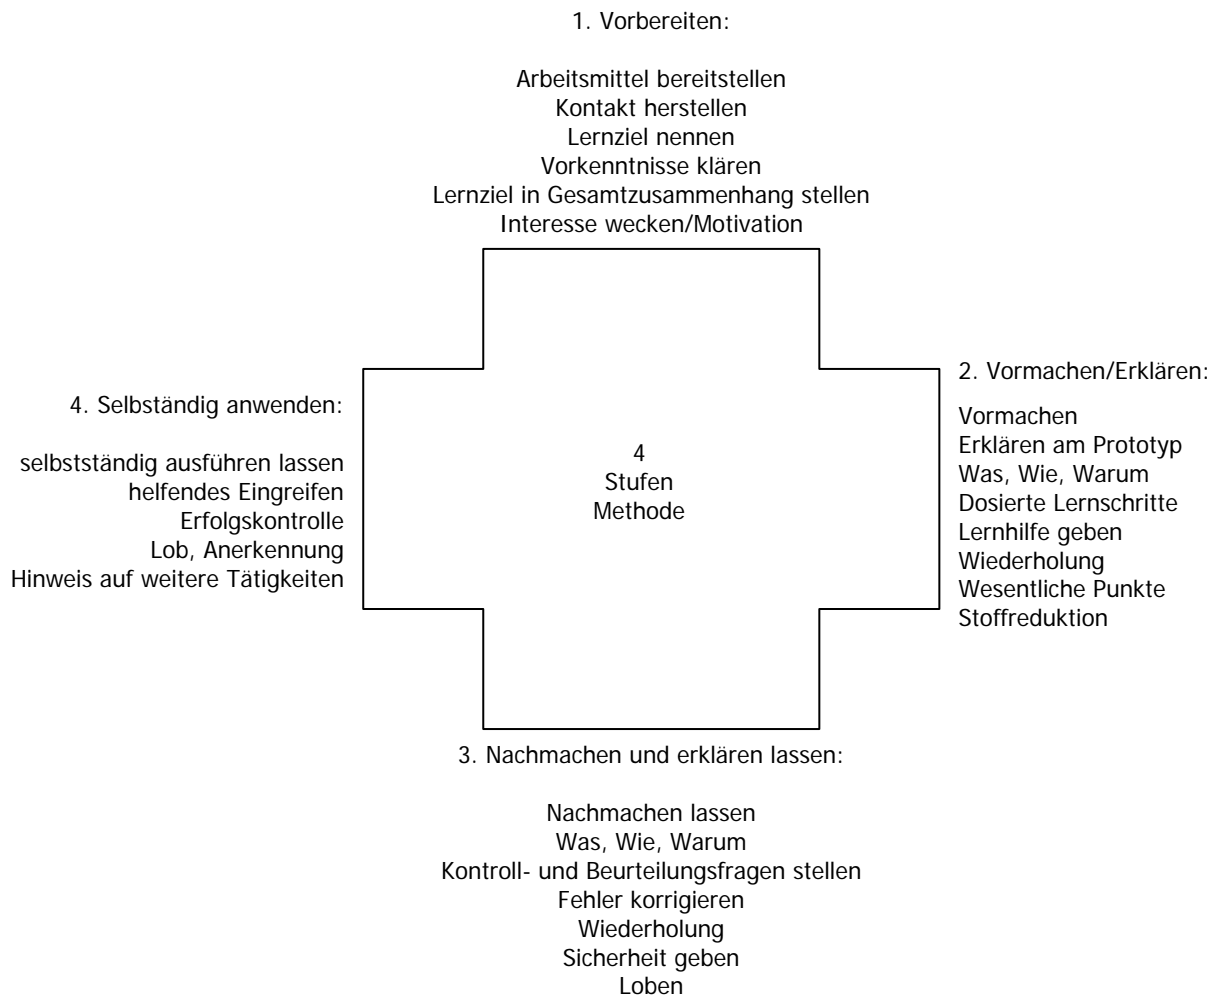 1. Vorbereiten:
Arbeitsmittel bereitstellen
Kontakt herstellen
Lernziel nennen
Vorkenntnisse klären
Lernziel in Gesamtzusammenhang stellen
Interesse wecken/Motivation
2. Vormachen/Erklären:
Vormachen
Erklären am Prototyp
Was, Wie, Warum
Dosierte Lernschritte
Lernhilfe geben
Wiederholung
Wesentliche Punkte
Stoffreduktion
4
Stufen
Methode
3. Nachmachen und erklären lassen:
Nachmachen lassen
Was, Wie, Warum
Kontroll- und Beurteilungsfragen stellen
Fehler korrigieren
Wiederholung
Sicherheit geben
Loben
4. Selbständig anwenden:
selbstständig ausführen lassen
helfendes Eingreifen
Erfolgskontrolle
Lob, Anerkennung
Hinweis auf weitere Tätigkeiten